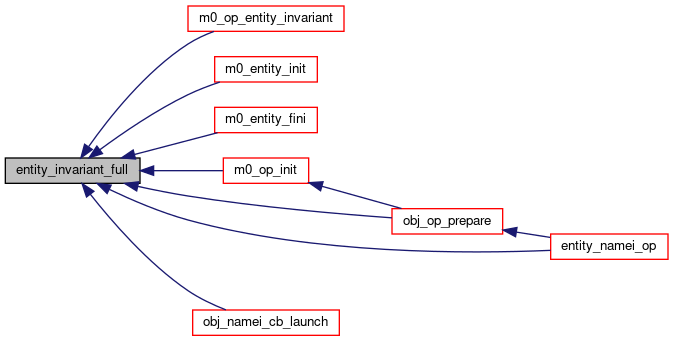 m0_op_entity_invariant
m0_entity_init
m0_entity_fini
entity_invariant_full
m0_op_init
obj_op_prepare
entity_namei_op
obj_namei_cb_launch